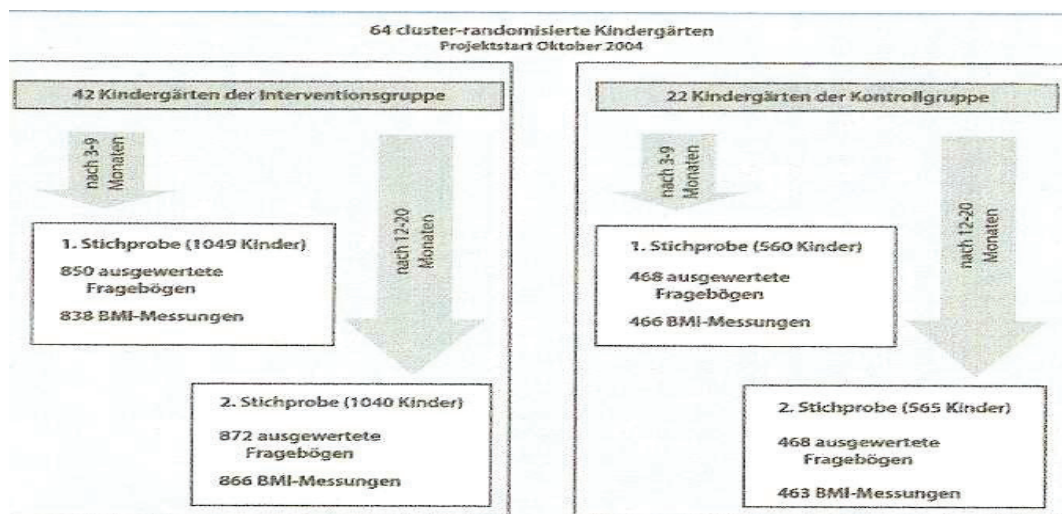 64 cluster-randomisierte Kindergärten
Projektstart Oktober 2004
42 Kindergärten der Interventionsgruppe
nach 3-9
Monaten
nach 12-20
Monaten
1. Stichprobe (1049 Kinder)
850 ausgewertete
Fragebögen
838 BMI-Messungen
2. Stichprobe (1040 Kinder)
872 ausgewertete
Fragebögen
866 BMI-Messungen
22 Kindergärten der Kontrollgruppe
nach 3-9
Monaten
nach 12-20
Monaten
1. Stichprobe (560 Kinder)
468 ausgewertete
Fragebögen
466 BMI-Messungen
2. Stichprobe (565 Kinder)
468 ausgewertete
Fragebögen
463 BMI-Messungen